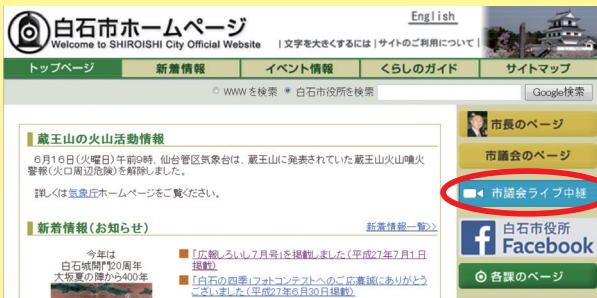 白石市ホームページ
Welcome to SHIROISHI City Official Website
English
|文字を大きくするには|サイトのご利用について|
トップページ 新着情報 イベント情報 くらしのガイド サイトマップ
WWWを検索 白石市役所を検索 Google検索
蔵王山の火山活動情報
6月16日(火曜日)午前9時、仙台管区気象台は、蔵王山に発表されていた蔵王山火山噴火
警報(火口周辺危険)を解除しました。
詳しくは気象庁ホームページをご覧ください。
新着情報(お知らせ) 新着情報一覧>>
今年は
白石城開門20周年
大坂夏の陣から400年
「広報しろいし7月号」を掲載しました(平成27年7月1日
掲載)
「白石の四季」フォトコンテストへのご応募誠にありがとう
ございました(平成27年6月30日掲載)
市長のページ
市議会のページ
市議会ライブ中継
白石市役所
Facebook
各課のページ